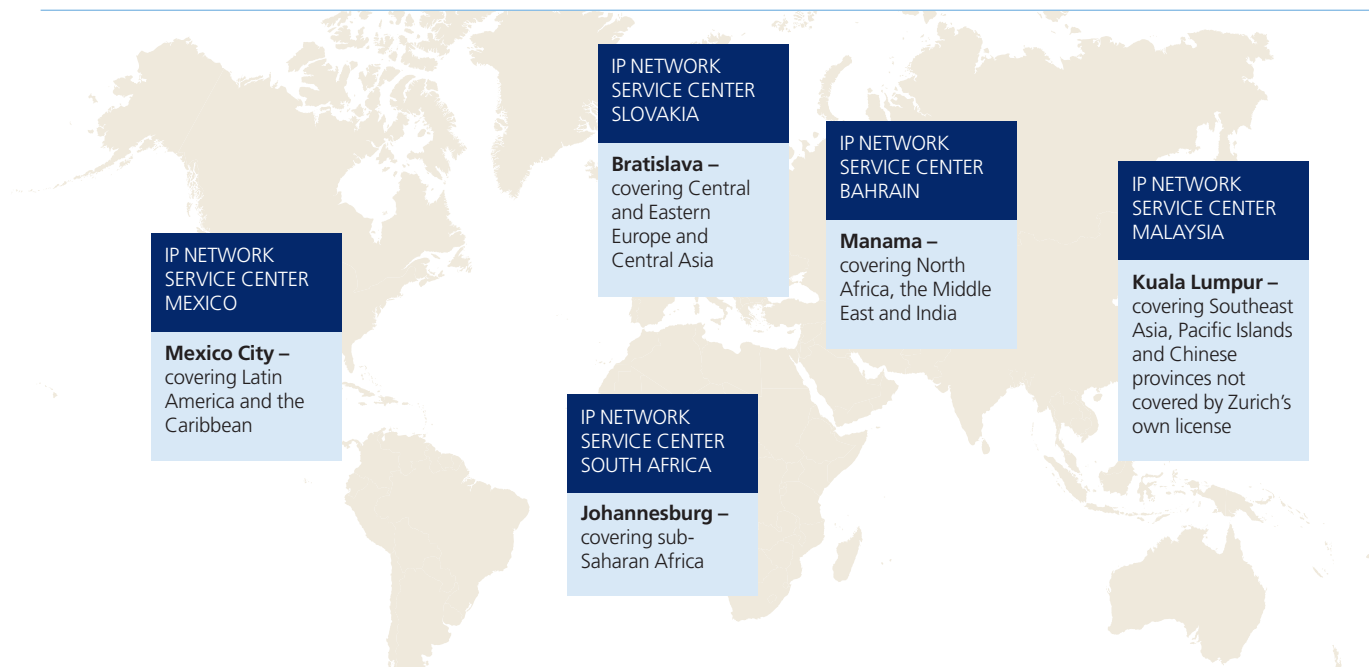 IP NETWORK
SERVICE CENTER
SLOVAKIA
Bratislava –
covering Central
and Eastern
Europe and
Central Asia
IP NETWORK
SERVICE CENTER
BAHRAIN
Manama –
covering North
Africa, the Middle
East and India
IP NETWORK
SERVICE CENTER
MALAYSIA
Kuala Lumpur –
covering Southeast
Asia, Pacific Islands
and Chinese
provinces not
covered by Zurich’s
own license
IP NETWORK
SERVICE CENTER
MEXICO
Mexico City –
covering Latin
America and the
Caribbean
IP NETWORK
SERVICE CENTER
SOUTH AFRICA
Johannesburg –
covering sub-
Saharan Africa